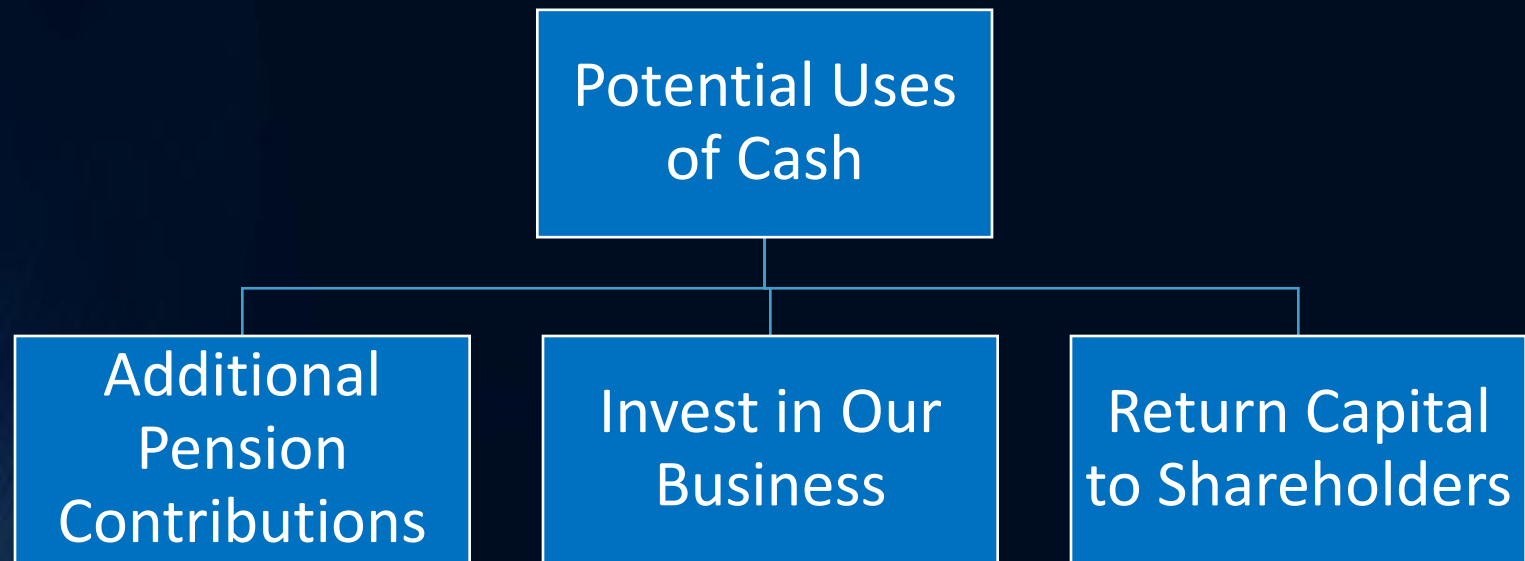 Potential Uses
of Cash
Additional
Pension
Contributions
Invest in Our
Business
Return Capital
to Shareholders